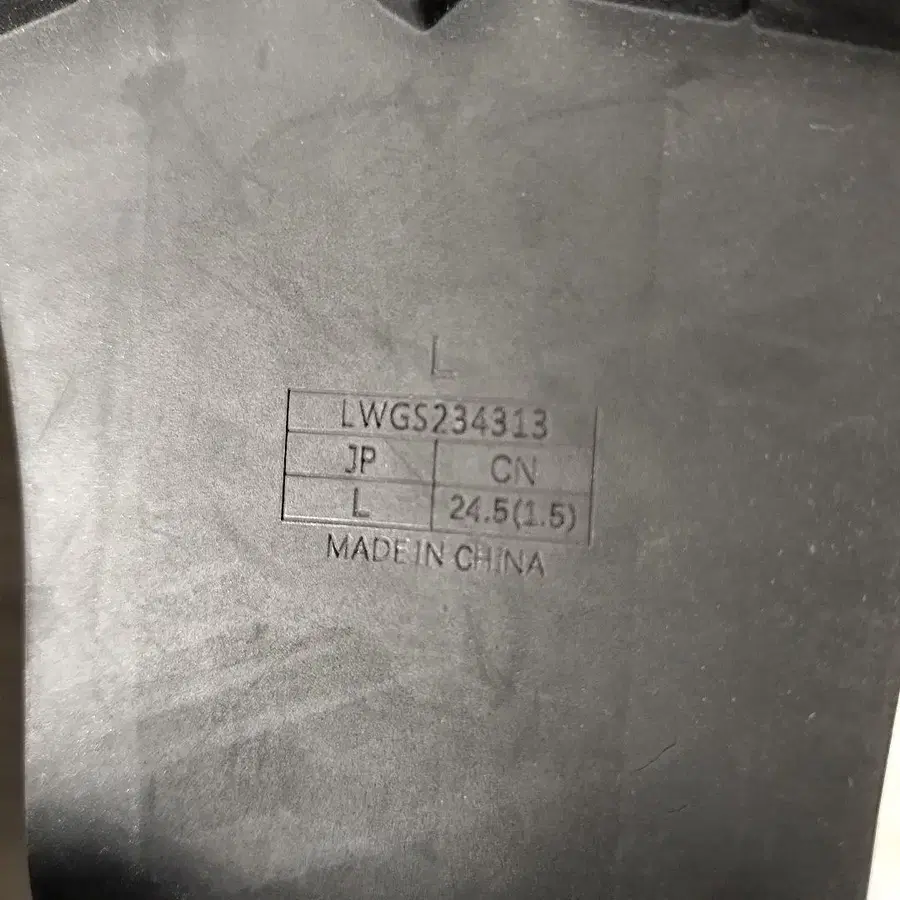 L
LWGS234313
JP CN
L 24.5(1.5)
MADE IN CHINA